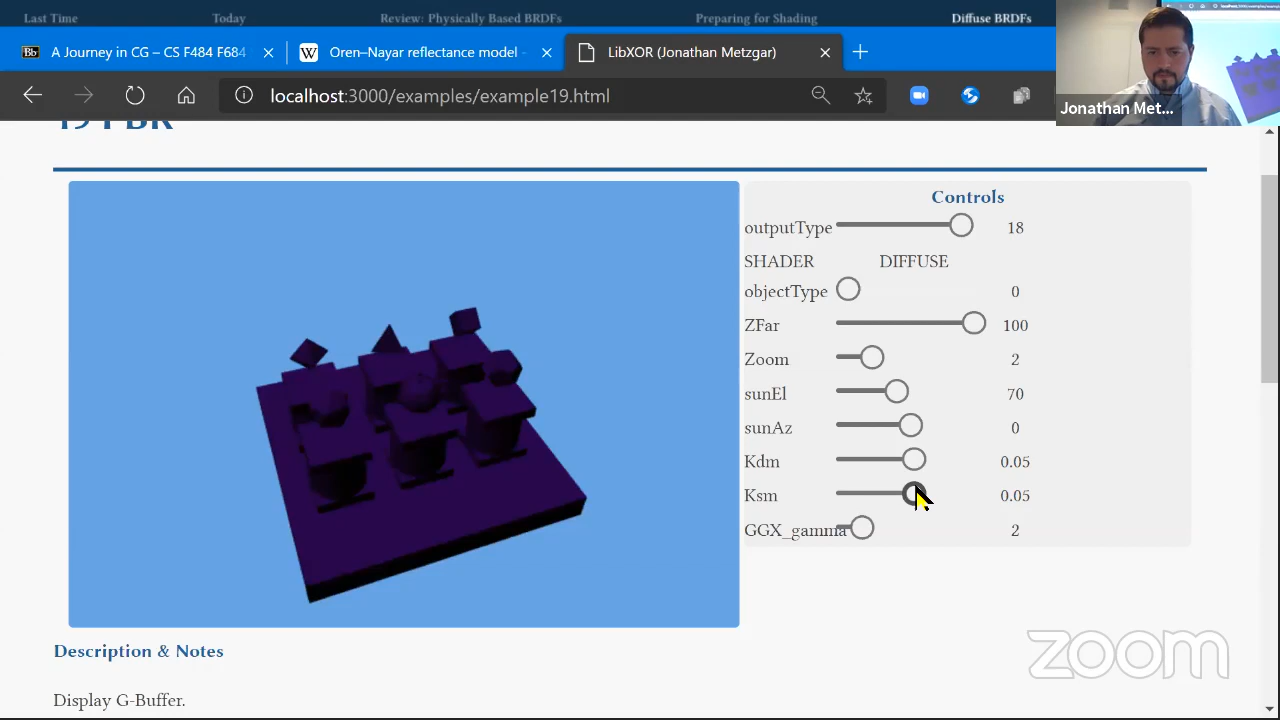 Last Time Today Review: Physically Based BRDFs Preparing for Shading Diffuse BRDFs
Bb A Journey in CG – CS F484 F684 W Oren–Nayar reflectance model - LibXOR (Jonathan Metzgar)
localhost:3000/examples/example19.html
Jonathan Met...
19 PBR
Controls
outputType 18
SHADER DIFFUSE
objectType 0
ZFar 100
Zoom 2
sunEl 70
sunAz 0
Kdm 0.05
Ksm 0.05
GGX_gamma 2
Description & Notes
zoom
Display G-Buffer.